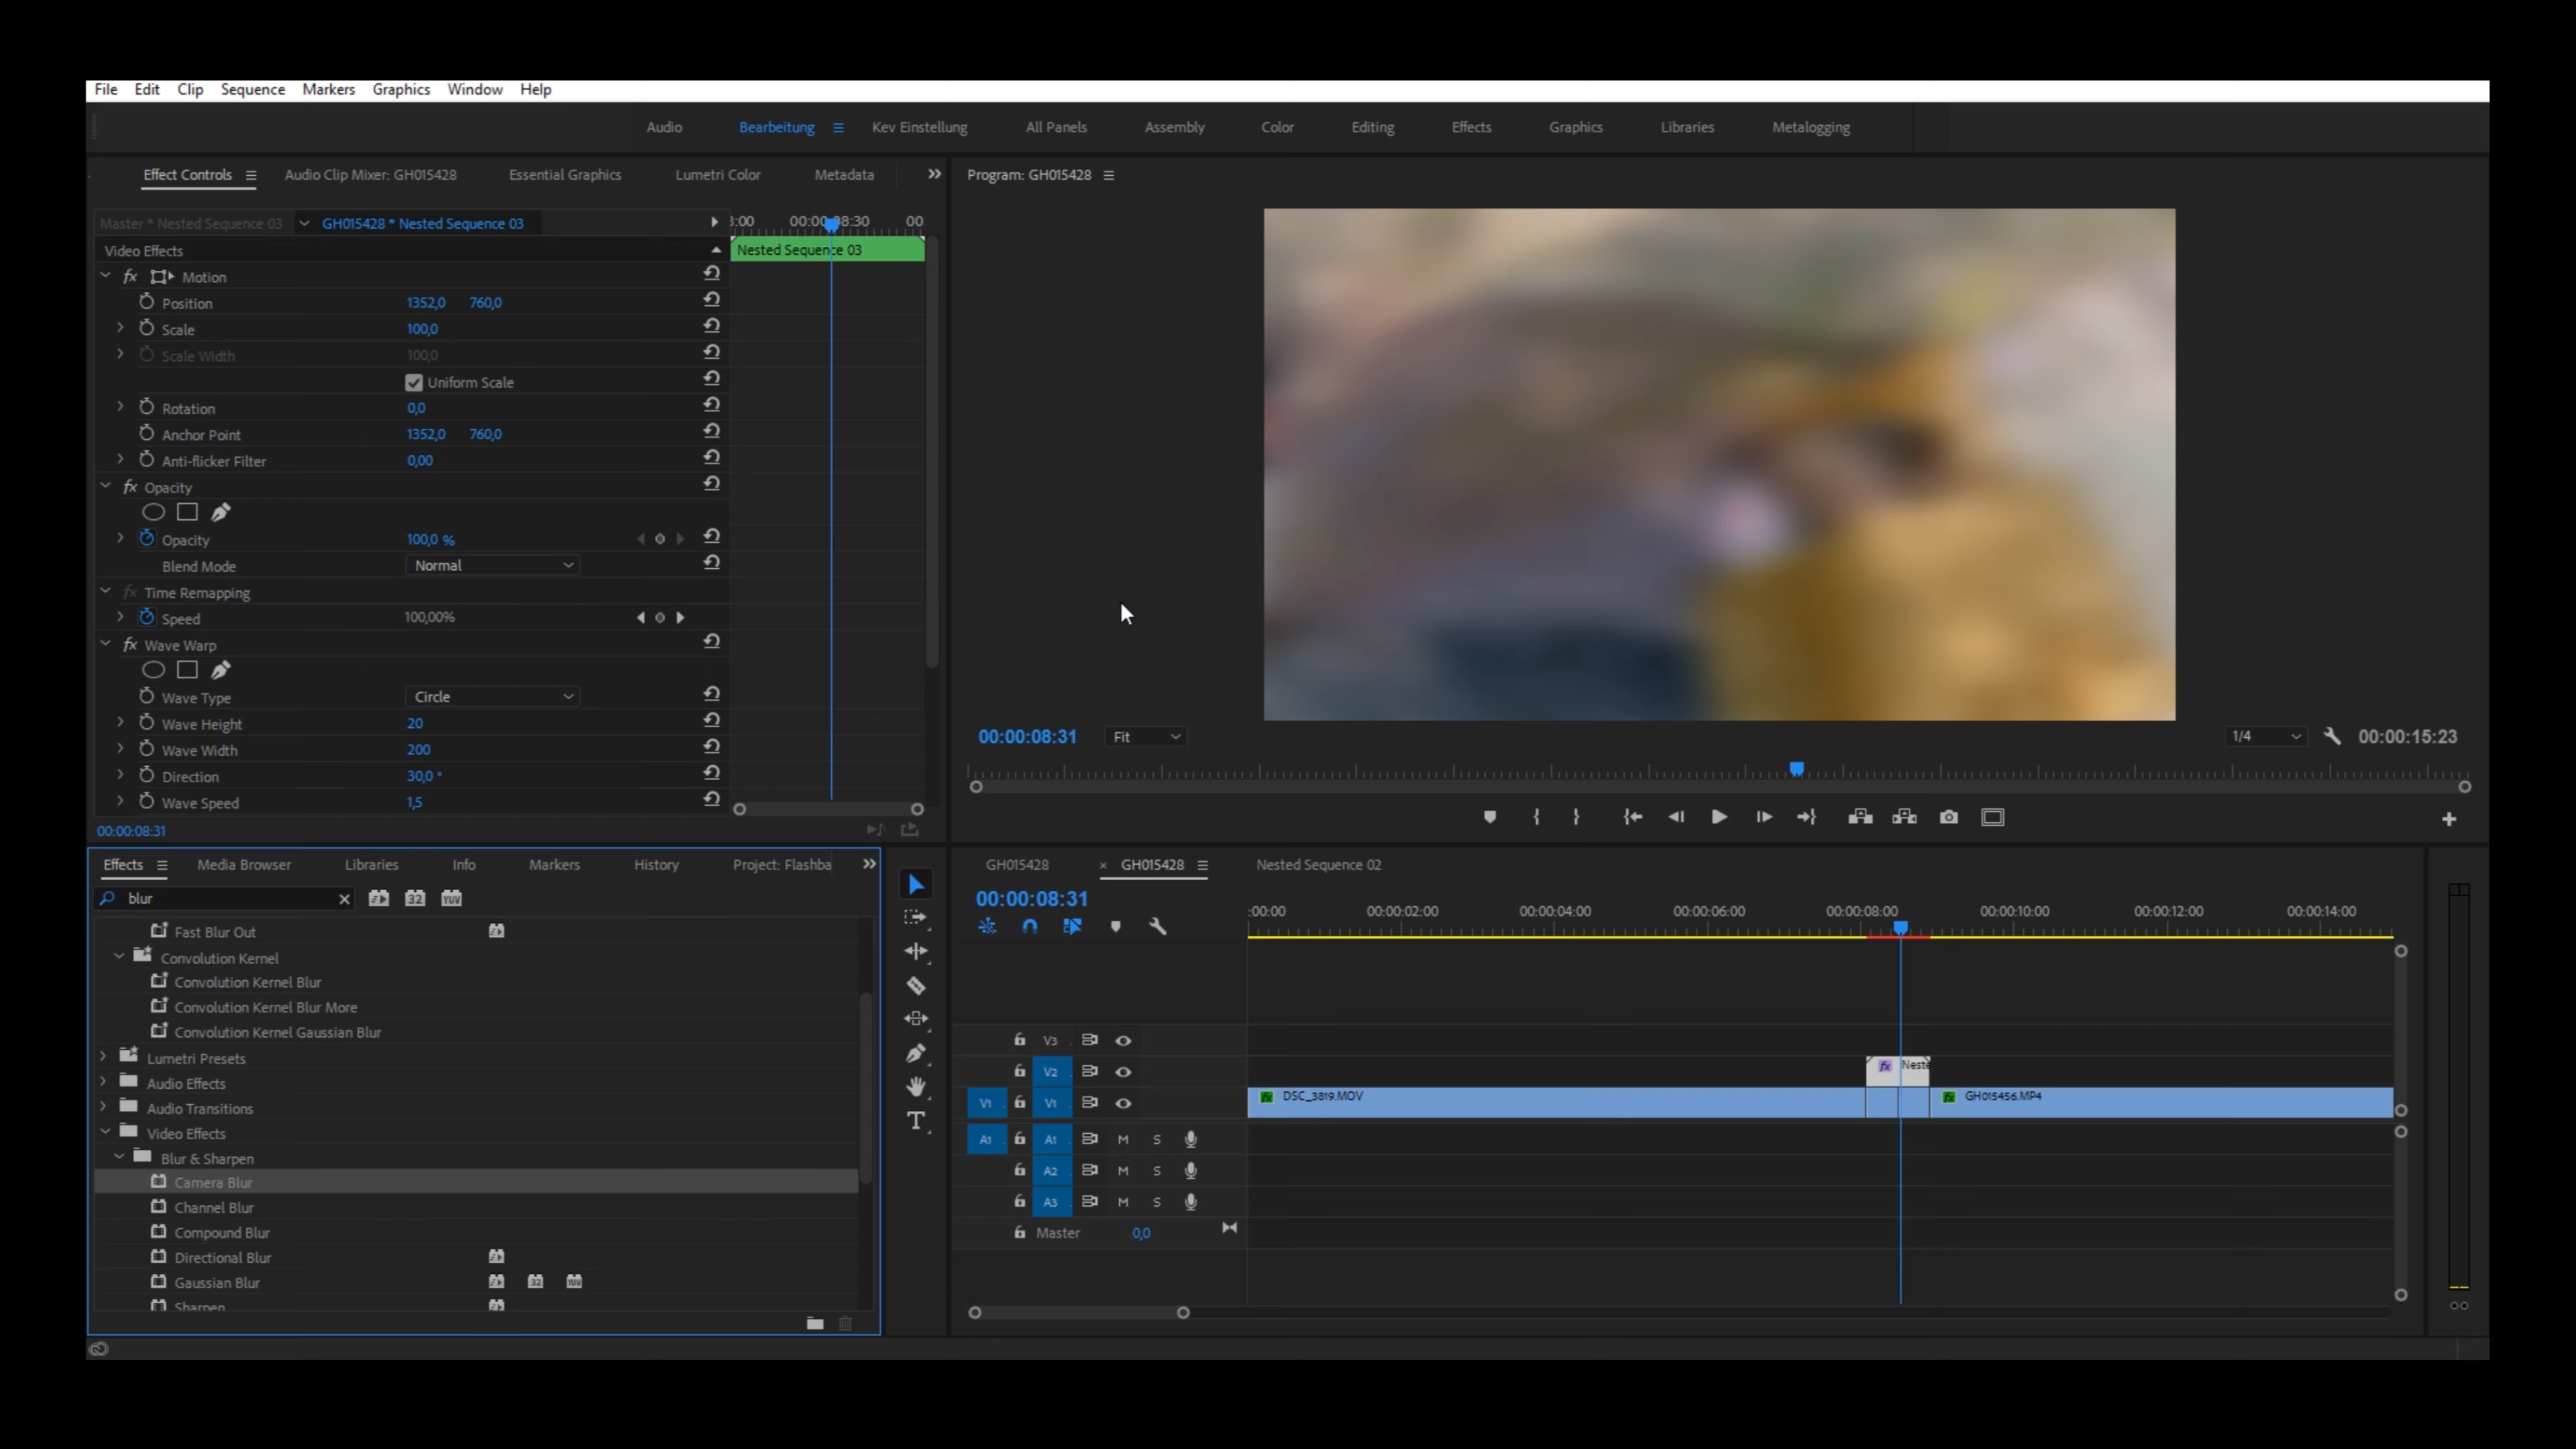 File Edit Clip Sequence Markers Graphics Window Help
Audio Bearbeitung Kev Einstellung All Panels Assembly Color Editing Effects Graphics Libraries Metalogging
Effect Controls Audio Clip Mixer: GH015428 Essential Graphics Lumetri Color Metadata
Program: GH015428
Master * Nested Sequence 03 GH015428 * Nested Sequence 03
00:00:08:30 00
Video Effects
Nested Sequence 03
fx Motion
Position 1352,0 760,0
Scale 100,0
Scale Width 100,0
Uniform Scale
Rotation 0,0
Anchor Point 1352,0 760,0
Anti-flicker Filter 0,00
fx Opacity
Opacity 100,0 %
Blend Mode Normal
fx Time Remapping
Speed 100,00%
fx Wave Warp
Wave Type Circle
Wave Height 20
Wave Width 200
Direction 30,0 °
Wave Speed 1,5
00:00:08:31
00:00:08:31 Fit 1/4 00:00:15:23
Effects Media Browser Libraries Info Markers History Project: Flashba
blur
32 YUV
Fast Blur Out
Convolution Kernel
Convolution Kernel Blur
Convolution Kernel Blur More
Convolution Kernel Gaussian Blur
Lumetri Presets
Audio Effects
Audio Transitions
Video Effects
Blur & Sharpen
Camera Blur
Channel Blur
Compound Blur
Directional Blur
Gaussian Blur
Sharpen
GH015428 × GH015428 Nested Sequence 02
00:00:08:31
:00:00 00:00:02:00 00:00:04:00 00:00:06:00 00:00:08:00 00:00:10:00 00:00:12:00 00:00:14:00
V3
V2
fx Neste
V1 V1
fx DSC_3819.MOV fx GH015456.MP4
A1 A1 M S
A2 M S
A3 M S
Master 0,0